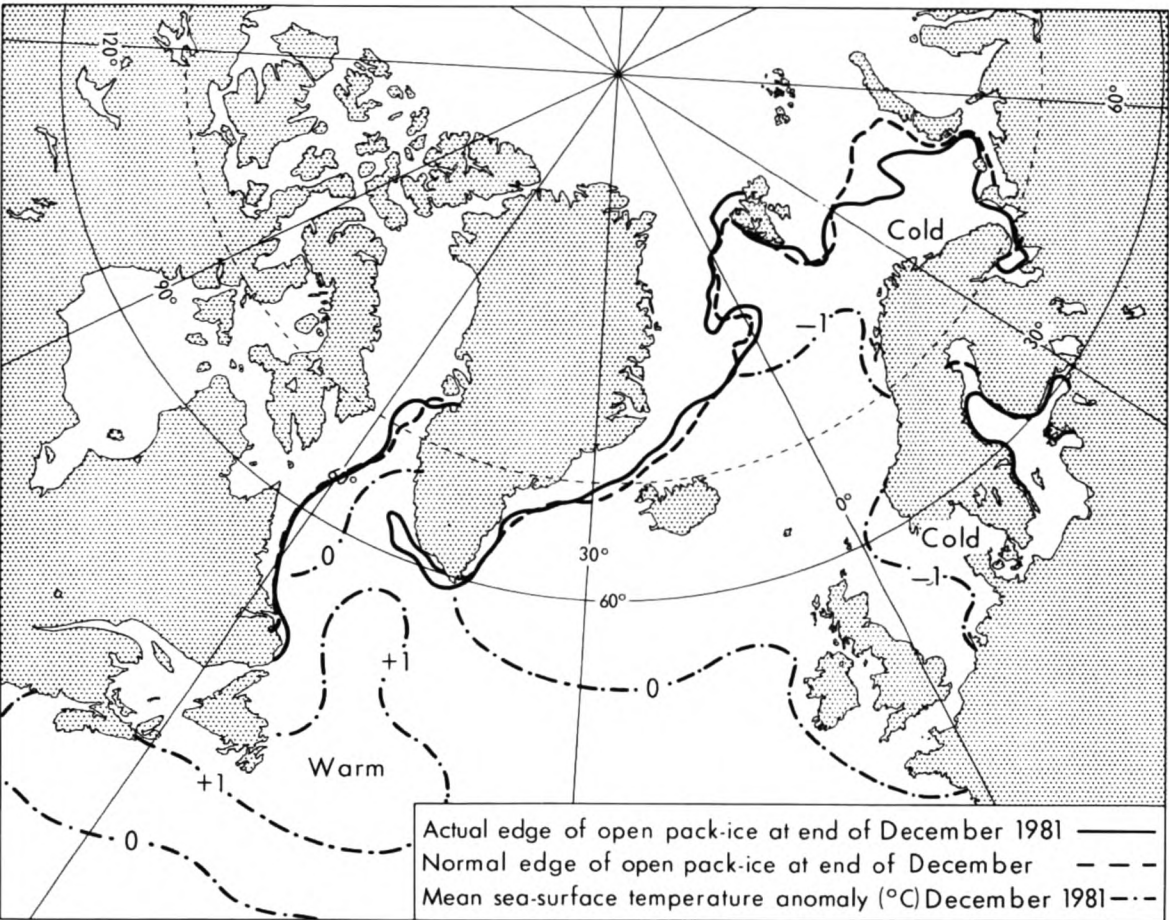 120°
60°
90°
Cold
-1
30°
Cold
0°
-1
0
30°
60°
+1
0
Warm
+1
0
Actual edge of open pack-ice at end of December 1981
Normal edge of open pack-ice at end of December
Mean sea-surface temperature anomaly (°C) December 1981